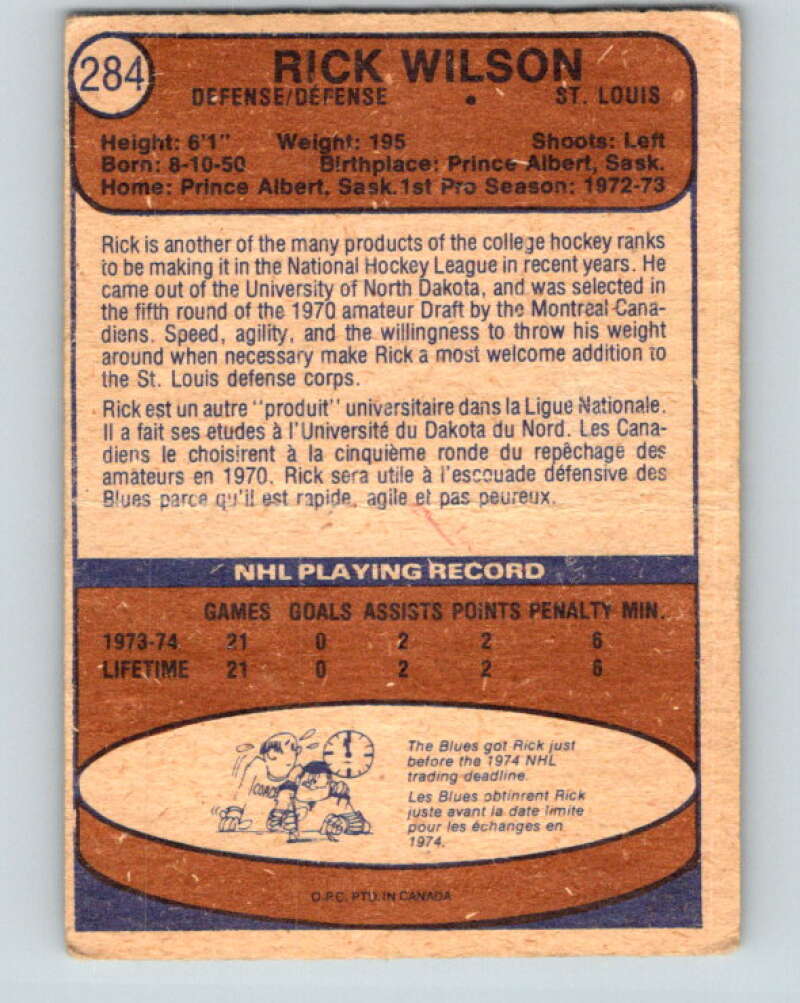 284
RICK WILSON
DEFENSE/DÉFENSE • ST. LOUIS
Height: 6'1" Weight: 195 Shoots: Left
Born: 8-10-50 Birthplace: Prince Albert, Sask.
Home: Prince Albert, Sask. 1st Pro Season: 1972-73
Rick is another of the many products of the college hockey ranks
to be making it in the National Hockey League in recent years. He
came out of the University of North Dakota, and was selected in
the fifth round of the 1970 amateur Draft by the Montreal Cana-
diens. Speed, agility, and the willingness to throw his weight
around when necessary make Rick a most welcome addition to
the St. Louis defense corps.
Rick est un autre "produit" universitaire dans la Ligue Nationale.
Il a fait ses etudes à l'Université du Dakota du Nord. Les Cana-
diens le choisirent à la cinquième ronde du repêchage des
amateurs en 1970. Rick sera utile à l'escouade défensive des
Blues parce qu'il est rapide, agile et pas peureux.
NHL PLAYING RECORD
GAMES GOALS ASSISTS POINTS PENALTY MIN.
1973-74 21 0 2 2 6
LIFETIME 21 0 2 2 6
COACH
The Blues got Rick just
before the 1974 NHL
trading deadline.
Les Blues obtinrent Rick
juste avant la date limite
pour les échanges en
1974.
O.P.C. PTD. IN CANADA